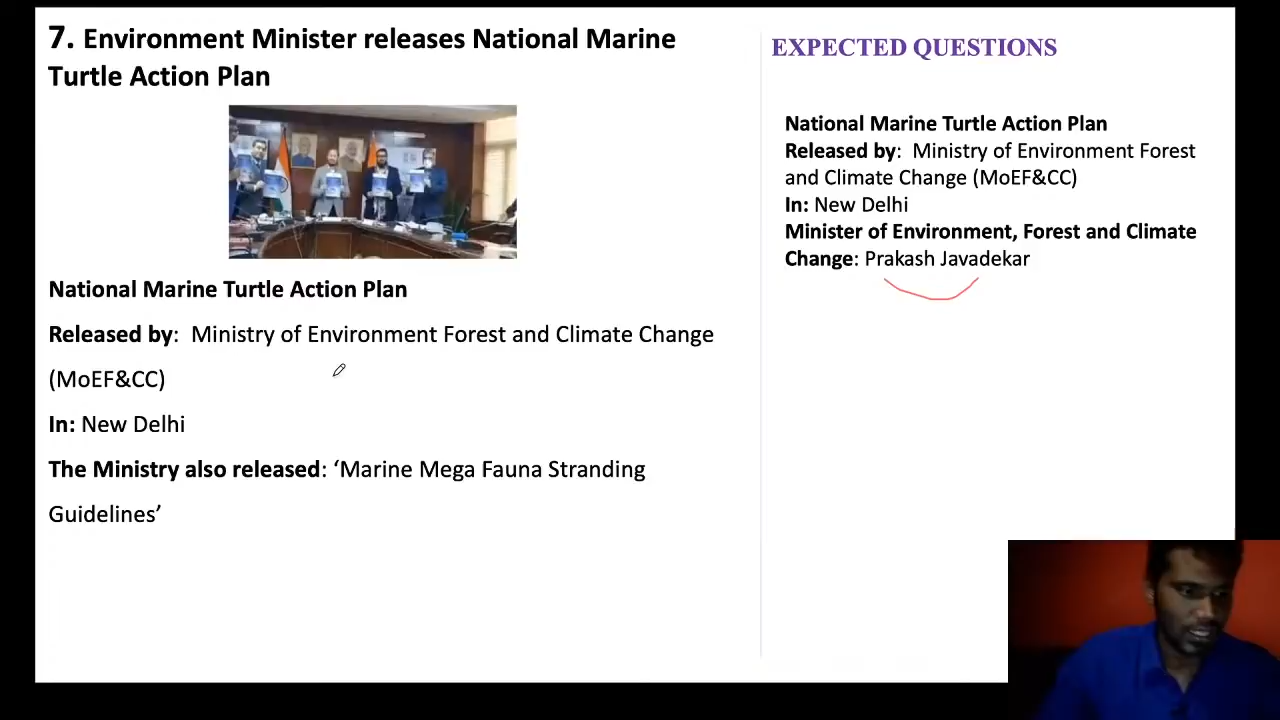 7. Environment Minister releases National Marine
Turtle Action Plan
National Marine Turtle Action Plan
Released by:  Ministry of Environment Forest and Climate Change
(MoEF&CC)
In: New Delhi
The Ministry also released: ‘Marine Mega Fauna Stranding
Guidelines’
EXPECTED QUESTIONS
National Marine Turtle Action Plan
Released by:  Ministry of Environment Forest
and Climate Change (MoEF&CC)
In: New Delhi
Minister of Environment, Forest and Climate
Change: Prakash Javadekar